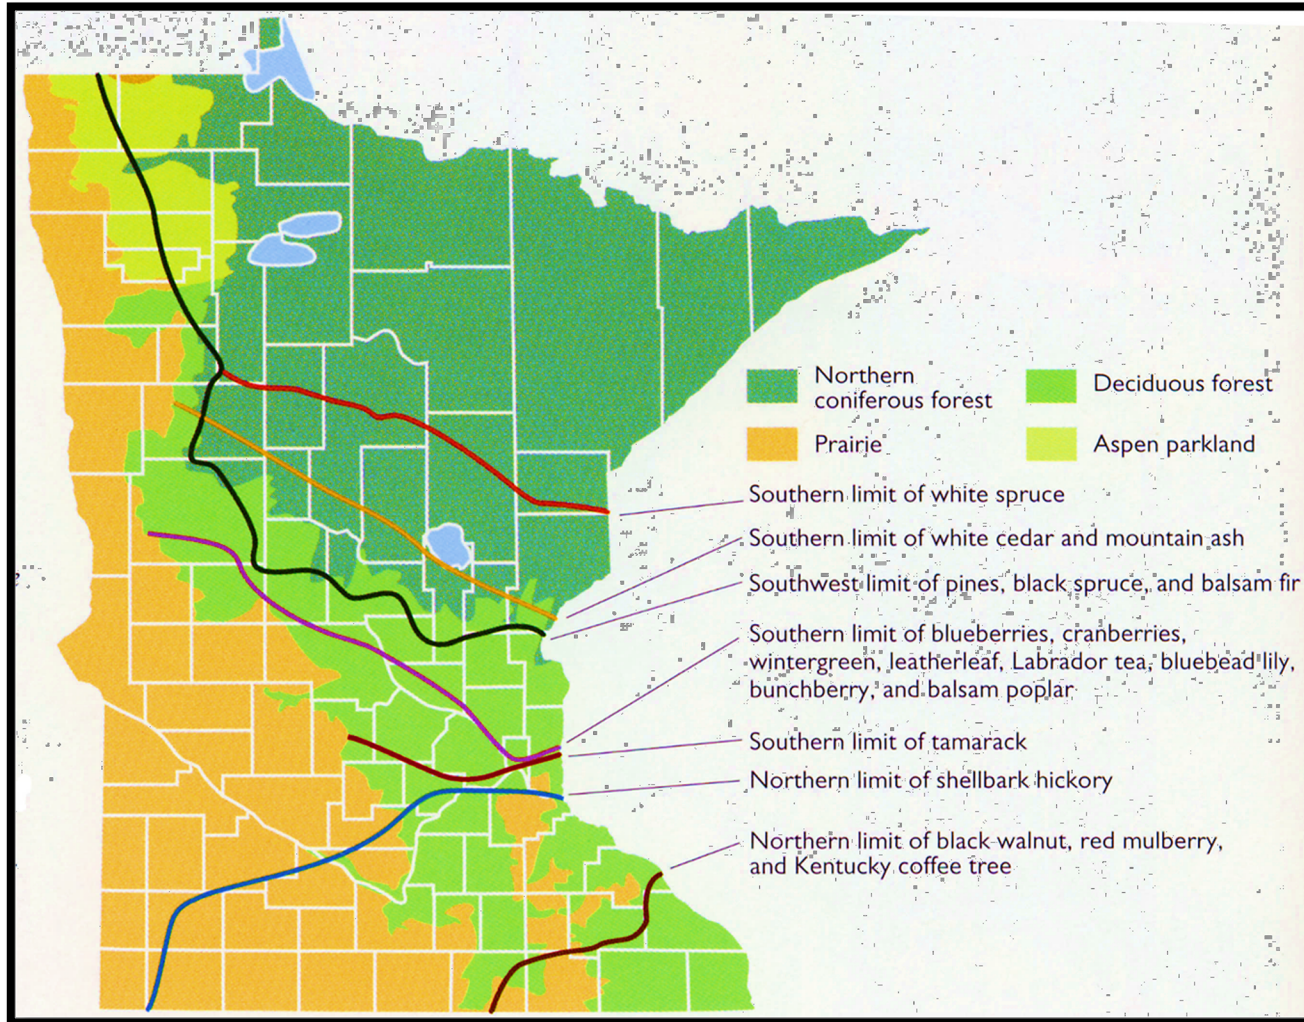 Northern
coniferous forest
Deciduous forest
Prairie
Aspen parkland
Southern limit of white spruce
Southern limit of white cedar and mountain ash
Southwest limit of pines, black spruce, and balsam fir
Southern limit of blueberries, cranberries,
wintergreen, leatherleaf, Labrador tea, bluebead lily,
bunchberry, and balsam poplar
Southern limit of tamarack
Northern limit of shellbark hickory
Northern limit of black walnut, red mulberry,
and Kentucky coffee tree